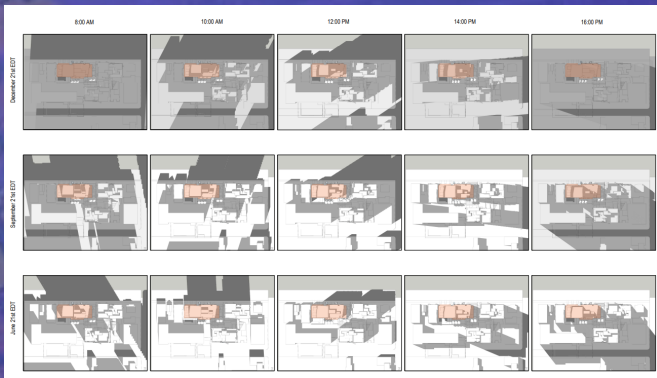 8:00 AM
10:00 AM
12:00 PM
14:00 PM
16:00 PM
December 21st EDT
September 21st EDT
June 21st EDT